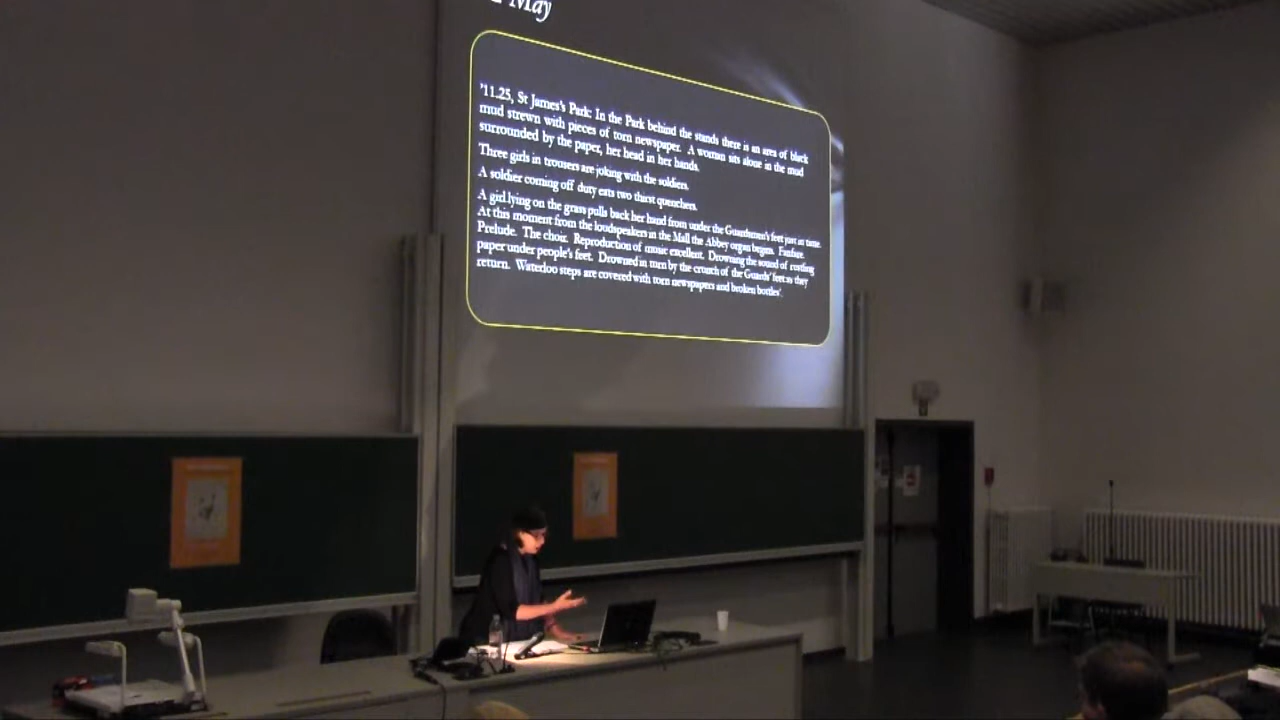 May
'11.25, St James's Park: In the Park behind the stands there is an area of black
mud strewn with pieces of torn newspaper. A woman sits alone in the mud
surrounded by the paper, her head in her hands.
Three girls in trousers are joking with the soldiers.
A soldier coming off duty eats two thirst quenchers.
A girl lying on the grass pulls back her hand from under the Guardsmen's feet just in time.
At this moment from the loudspeakers in the Mall the Abbey organ begins. Fanfare.
Prelude. The choir. Reproduction of music excellent. Drowning the sound of rustling
paper under people's feet. Drowned in turn by the crunch of the Guards' feet as they
return. Waterloo steps are covered with torn newspapers and broken bottles'.